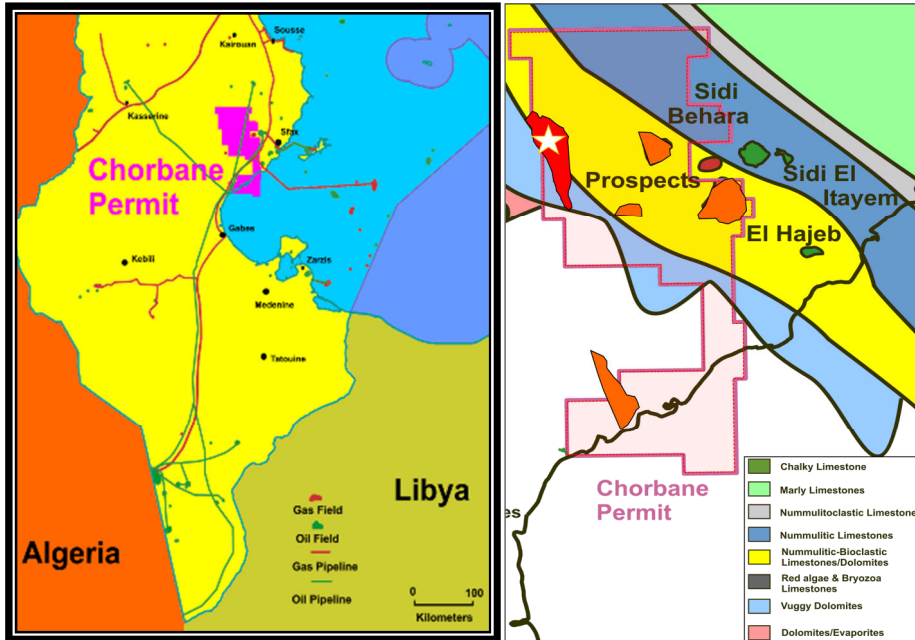 Sousse
Kairouan
Kasserine
Sfax
Chorbane
Permit
Gabes
Kebili
Zarzis
Medenine
Tatouine
Libya
Algeria
Gas Field
Oil Field
Gas Pipeline
Oil Pipeline
0 100
Kilometers
Sidi
Behara
Prospects
Sidi El
Itayem
El Hajeb
Chorbane
Permit
es
Chalky Limestone
Marly Limestones
Nummulitoclastic Limestone
Nummulitic Limestones
Nummulitic-Bioclastic
Limestones/Dolomites
Red algae & Bryozoa
Limestones
Vuggy Dolomites
Dolomites/Evaporites